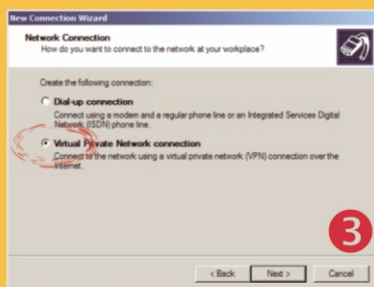 New Connection Wizard
Network Connection
How do you want to connect to the network at your workplace?
Create the following connection:
Dial-up connection
Connect using a modem and a regular phone line or an Integrated Services Digital
Network (ISDN) phone line.
Virtual Private Network connection
Connect to the network using a virtual private network (VPN) connection over the
Internet.
3
< Back
Next >
Cancel